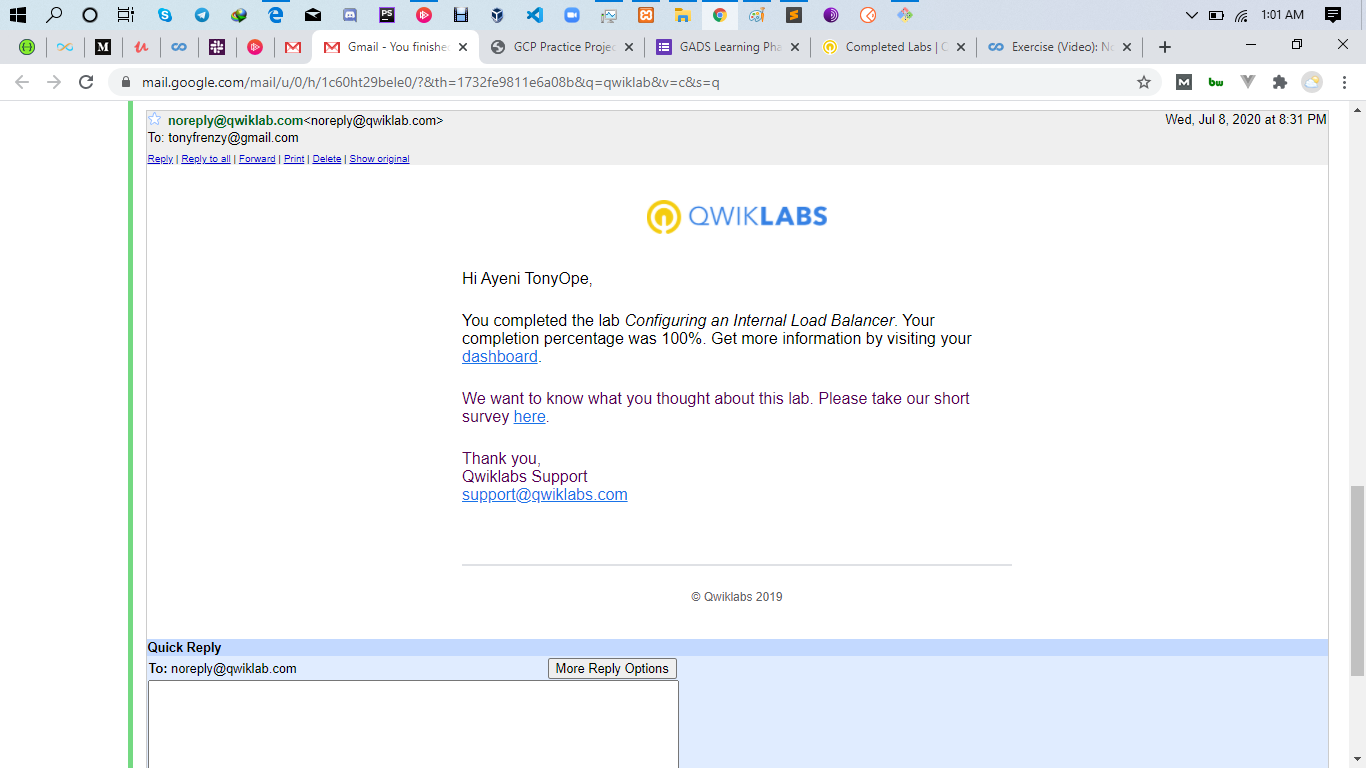 1:01 AM
Gmail - You finishe
GCP Practice Projec
GADS Learning Pha
Completed Labs | C
Exercise (Video): No
mail.google.com/mail/u/0/h/1c60ht29bele0/?&th=1732fe9811e6a08b&q=qwiklab&v=c&s=q
noreply@qwiklab.com<noreply@qwiklab.com>
Wed, Jul 8, 2020 at 8:31 PM
To: tonyfrenzy@gmail.com
Reply | Reply to all | Forward | Print | Delete | Show original
QWIKLABS
Hi Ayeni TonyOpe,
You completed the lab Configuring an Internal Load Balancer. Your
completion percentage was 100%. Get more information by visiting your
dashboard.
We want to know what you thought about this lab. Please take our short
survey here.
Thank you,
Qwiklabs Support
support@qwiklabs.com
© Qwiklabs 2019
Quick Reply
To: noreply@qwiklab.com
More Reply Options